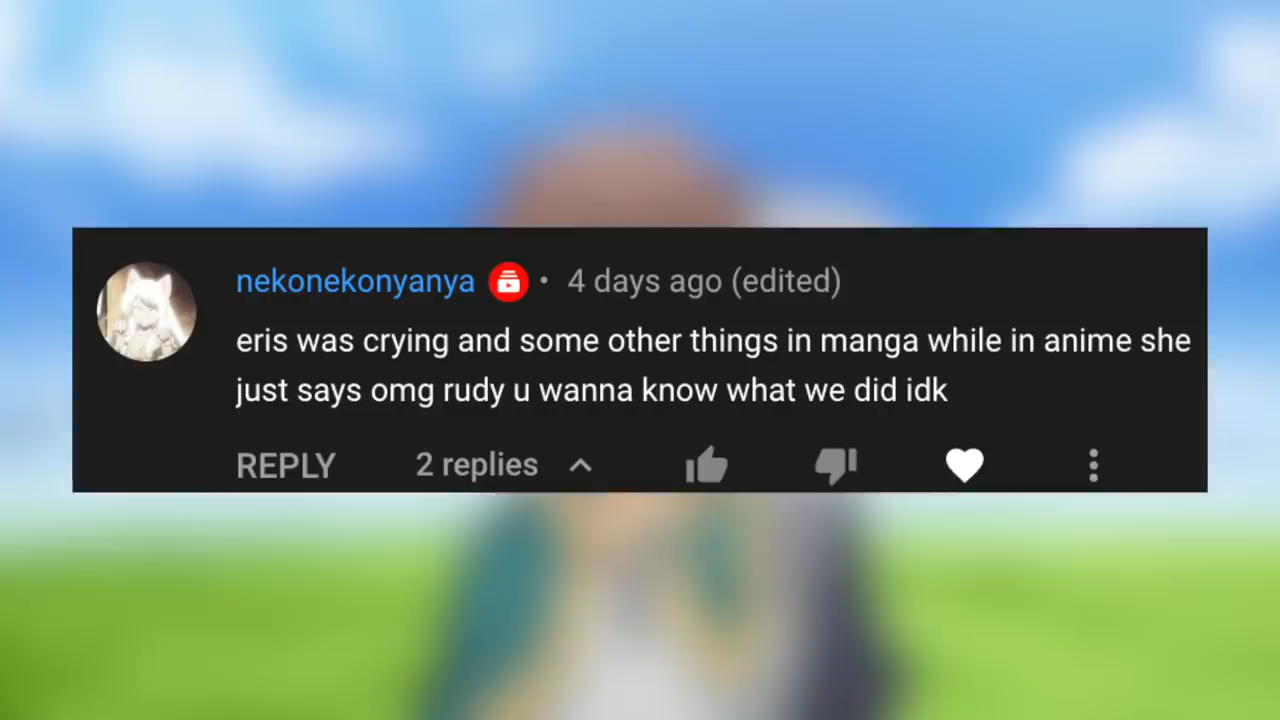 nekonekonyanya • 4 days ago (edited)
eris was crying and some other things in manga while in anime she
just says omg rudy u wanna know what we did idk
REPLY 2 replies